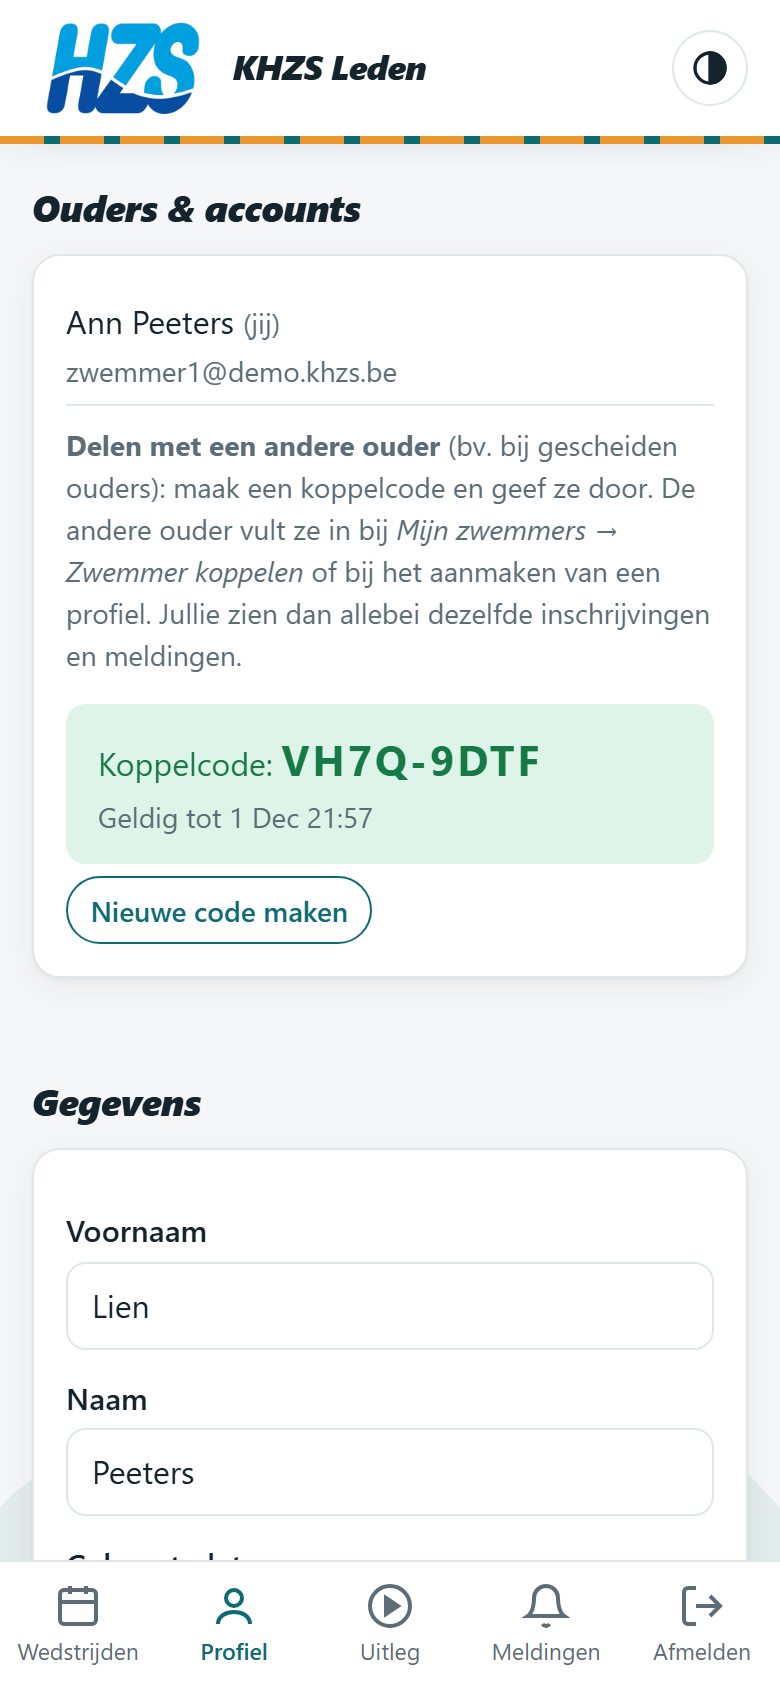 HZS
KHZS Leden
Ouders & accounts
Ann Peeters (jij)
zwemmer1@demo.khzs.be
Delen met een andere ouder (bv. bij gescheiden
ouders): maak een koppelcode en geef ze door. De
andere ouder vult ze in bij Mijn zwemmers →
Zwemmer koppelen of bij het aanmaken van een
profiel. Jullie zien dan allebei dezelfde inschrijvingen
en meldingen.
Koppelcode: VH7Q-9DTF
Geldig tot 1 Dec 21:57
Nieuwe code maken
Gegevens
Voornaam
Lien
Naam
Peeters
Wedstrijden
Profiel
Uitleg
Meldingen
Afmelden